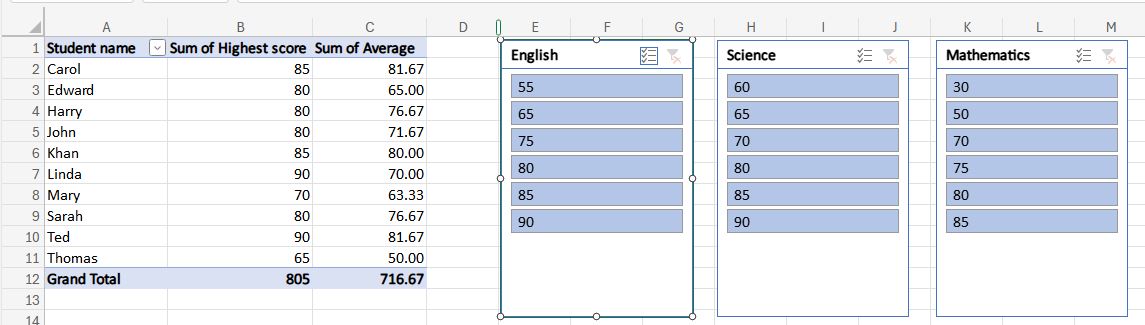 A B C D E F G H I J K L M
1 Student name Sum of Highest score Sum of Average
2 Carol 85 81.67
3 Edward 80 65.00
4 Harry 80 76.67
5 John 80 71.67
6 Khan 85 80.00
7 Linda 90 70.00
8 Mary 70 63.33
9 Sarah 80 76.67
10 Ted 90 81.67
11 Thomas 65 50.00
12 Grand Total 805 716.67
13
14
English
55
65
75
80
85
90
Science
60
65
70
80
85
90
Mathematics
30
50
70
75
80
85